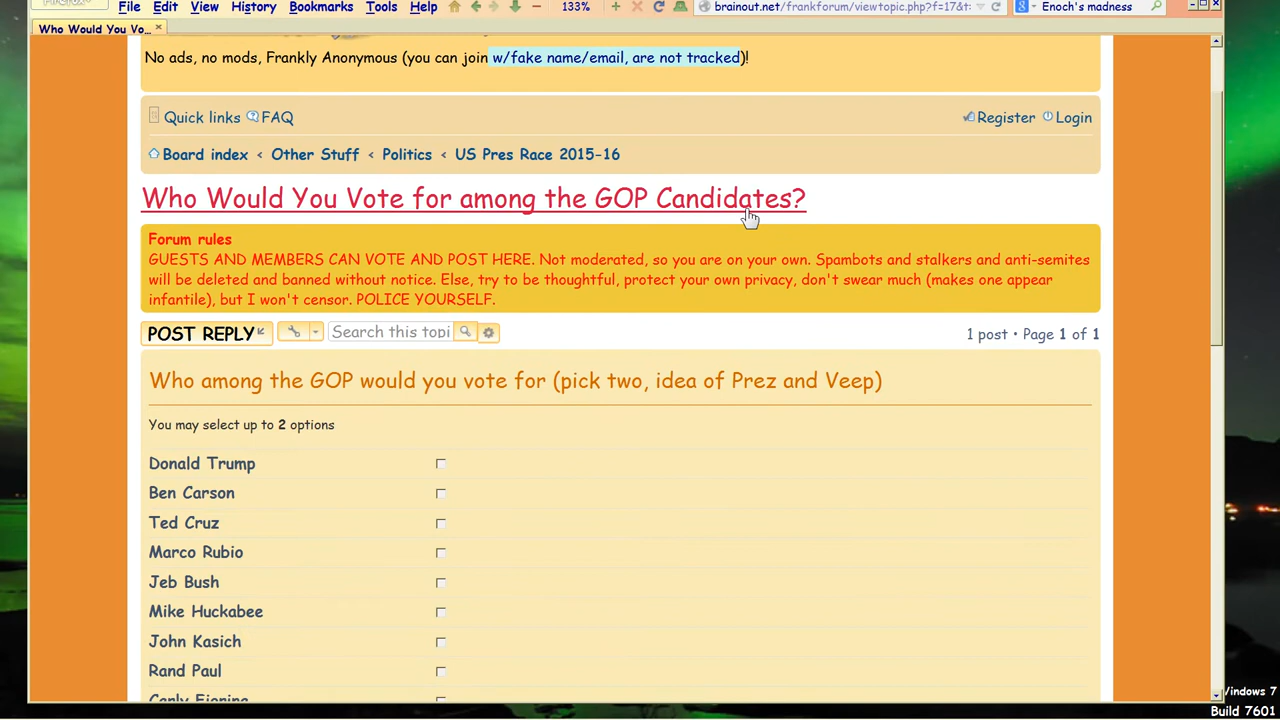 File Edit View History Bookmarks Tools Help 133% brainout.net/frankforum/viewtopic.php?f=17&t: Enoch's madness
Who Would You Vo...
No ads, no mods, Frankly Anonymous (you can join w/fake name/email, are not tracked)!
Quick links FAQ Register Login
Board index ‹ Other Stuff ‹ Politics ‹ US Pres Race 2015-16
Who Would You Vote for among the GOP Candidates?
Forum rules
GUESTS AND MEMBERS CAN VOTE AND POST HERE. Not moderated, so you are on your own. Spambots and stalkers and anti-semites
will be deleted and banned without notice. Else, try to be thoughtful, protect your own privacy, don't swear much (makes one appear
infantile), but I won't censor. POLICE YOURSELF.
POST REPLY Search this topi 1 post • Page 1 of 1
Who among the GOP would you vote for (pick two, idea of Prez and Veep)
You may select up to 2 options
Donald Trump
Ben Carson
Ted Cruz
Marco Rubio
Jeb Bush
Mike Huckabee
John Kasich
Rand Paul
Windows 7
Build 7601